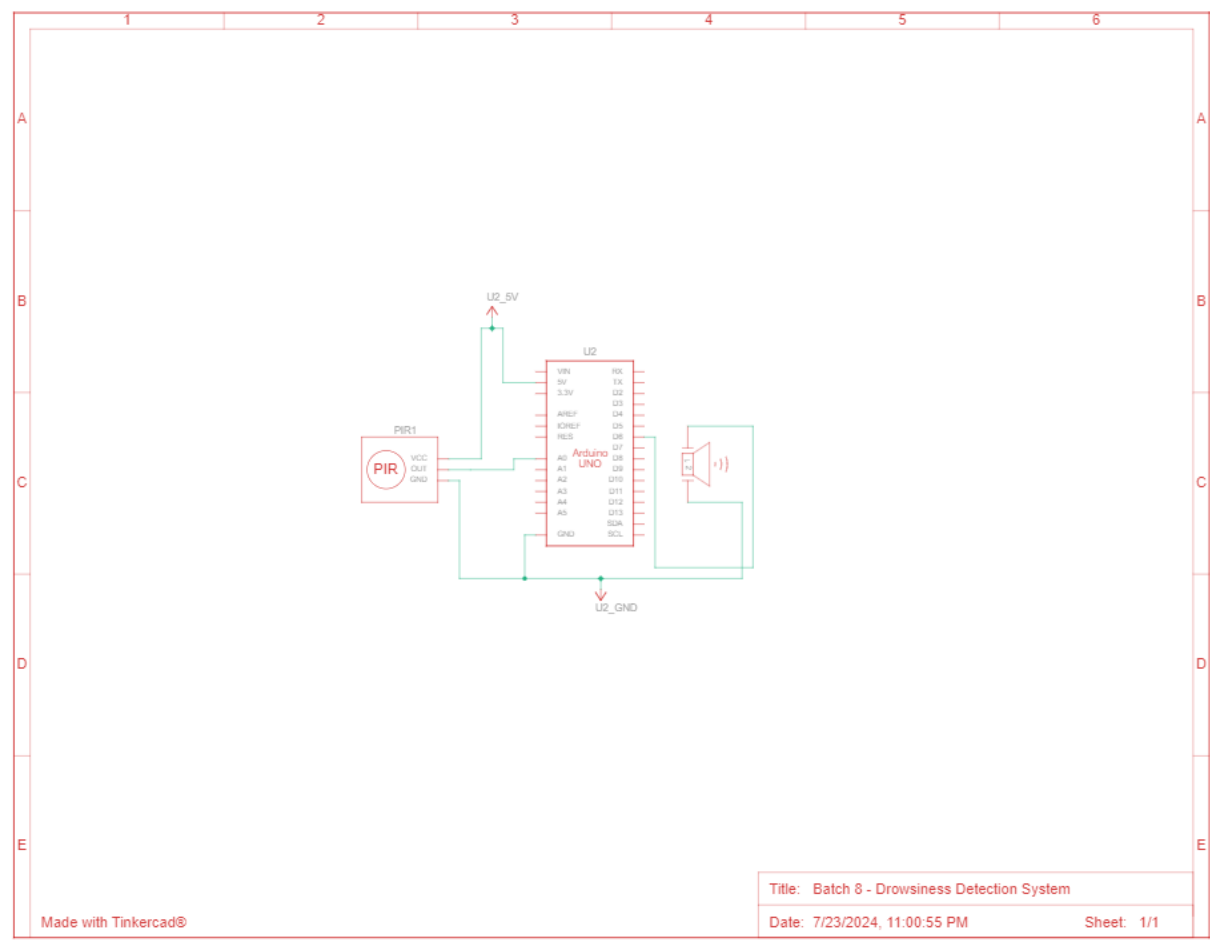 1 2 3 4 5 6
A A
B B
U2_5V
U2
VIN RX
5V TX
3.3V D2
D3
AREF D4
IOREF D5
RES D6
D7
PIR1
PIR
VCC
OUT
GND
Arduino
UNO
A0 D8
A1 D9
A2 D10
A3 D11
A4 D12
A5 D13
SDA
GND SCL
C C
U2_GND
D D
E E
Title: Batch 8 - Drowsiness Detection System
Made with Tinkercad®
Date: 7/23/2024, 11:00:55 PM Sheet: 1/1